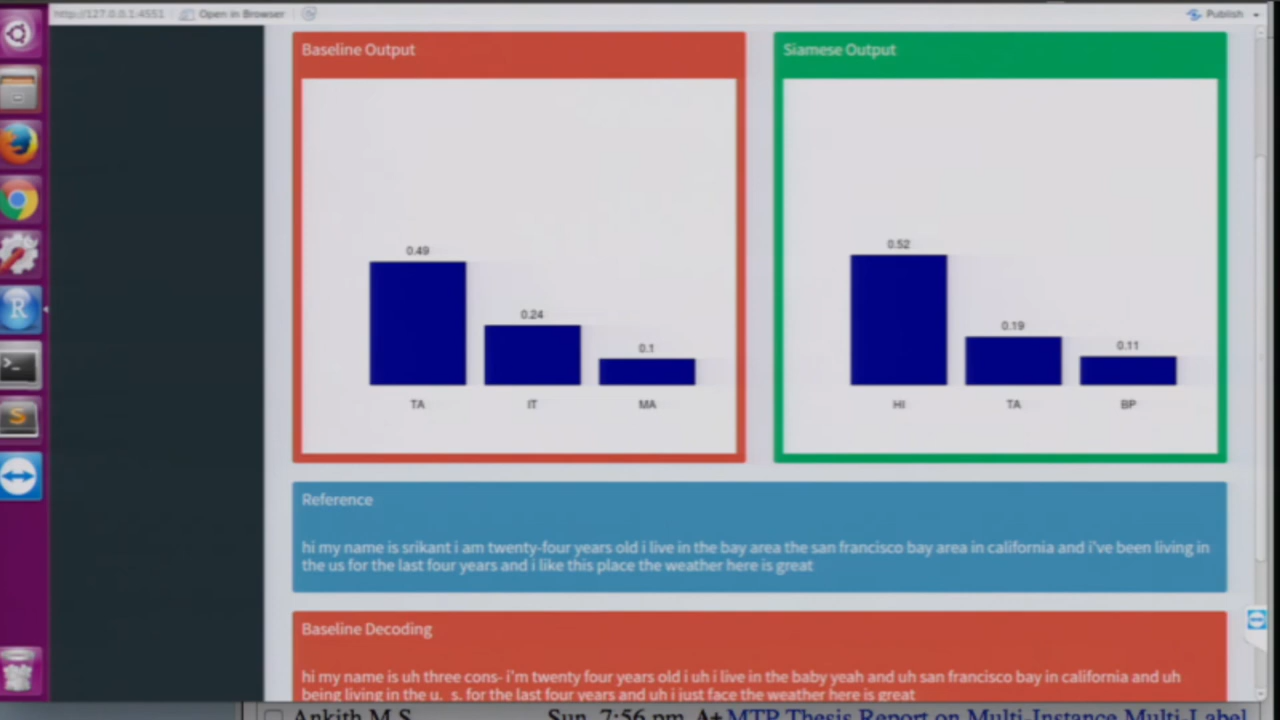 http://127.0.0.1:4551 Open in Browser Publish
Baseline Output
0.49
0.24
0.1
TA IT MA
Siamese Output
0.52
0.19
0.11
HI TA BP
Reference
hi my name is srikant i am twenty-four years old i live in the bay area the san francisco bay area in california and i've been living in
the us for the last four years and i like this place the weather here is great
Baseline Decoding
hi my name is uh three cons- i'm twenty four years old i uh i live in the baby yeah and uh san francisco bay in california and uh
being living in the u. s. for the last four years and uh i just face the weather here is great
Ankith M S Sun, 7:56 pm A+ MTP Thesis Report on Multi-Instance Multi-Label